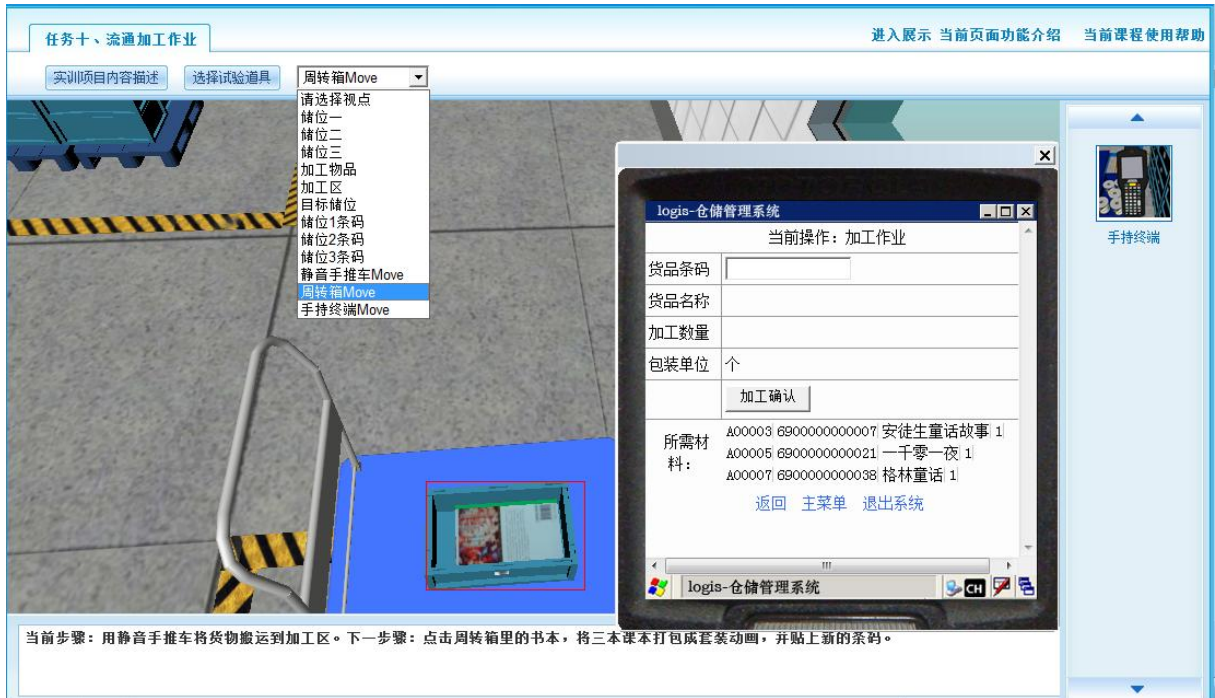 任务十、流通加工作业
进入展示 当前页面功能介绍 当前课程使用帮助
实训项目内容描述 选择试验道具 周转箱Move
请选择视点
储位一
储位二
储位三
加工物品
加工区
目标储位
储位1条码
储位2条码
储位3条码
静音手推车Move
周转箱Move
手持终端Move
logis-仓储管理系统
当前操作：加工作业
货品条码
货品名称
加工数量
包装单位 个
加工确认
所需材料：
A00003 6900000000007 安徒生童话故事 1
A00005 6900000000021 一千零一夜 1
A00007 6900000000038 格林童话 1
返回 主菜单 退出系统
logis-仓储管理系统 CH
手持终端
当前步骤：用静音手推车将货物搬运到加工区。下一步骤：点击周转箱里的书本，将三本课本打包成套装动画，并贴上新的条码。